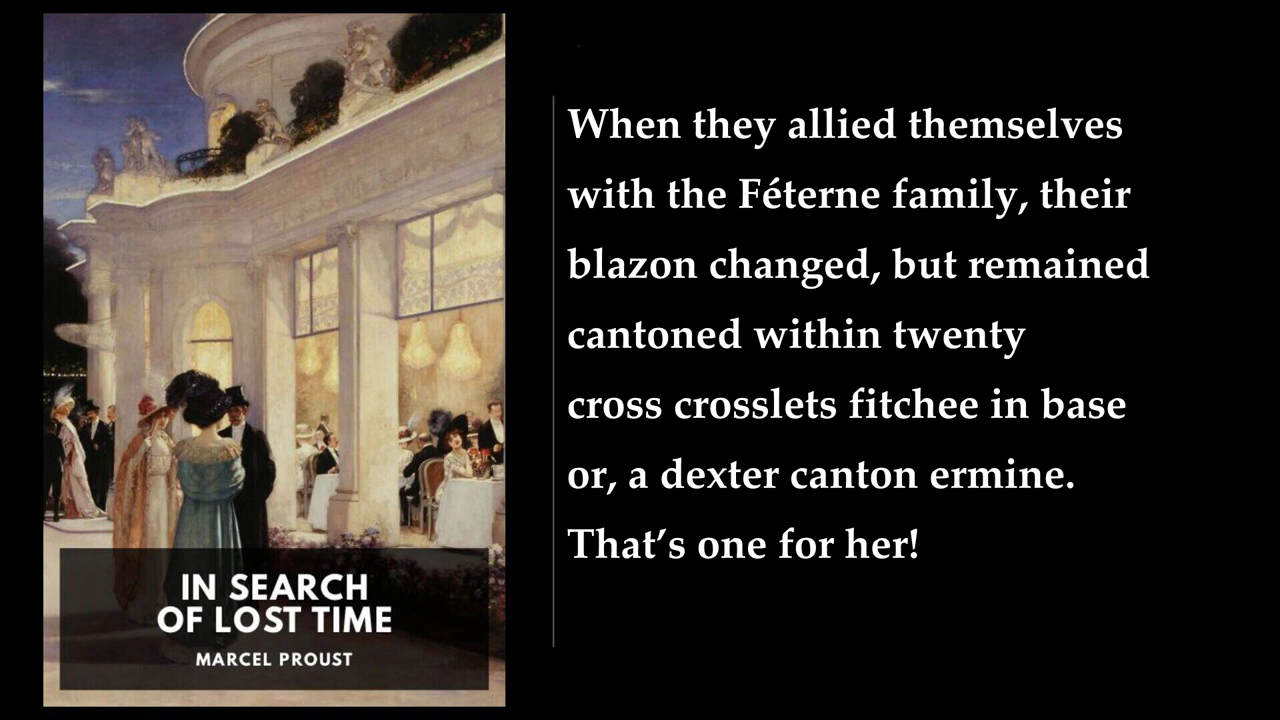 IN SEARCH
OF LOST TIME
MARCEL PROUST
When they allied themselves
with the Féterne family, their
blazon changed, but remained
cantoned within twenty
cross crosslets fitchee in base
or, a dexter canton ermine.
That’s one for her!